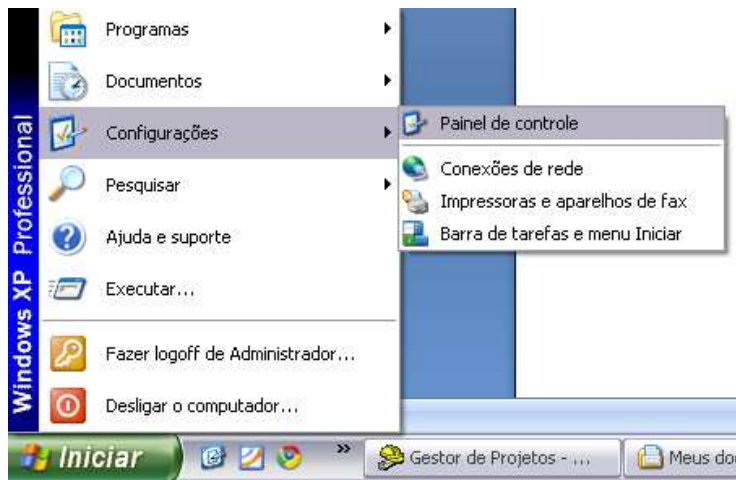 Programas
Documentos
Configurações
Pesquisar
Ajuda e suporte
Executar...
Fazer logoff de Administrador...
Desligar o computador...
Windows XP Professional
Painel de controle
Conexões de rede
Impressoras e aparelhos de fax
Barra de tarefas e menu Iniciar
Iniciar
»
Gestor de Projetos - ...
Meus do